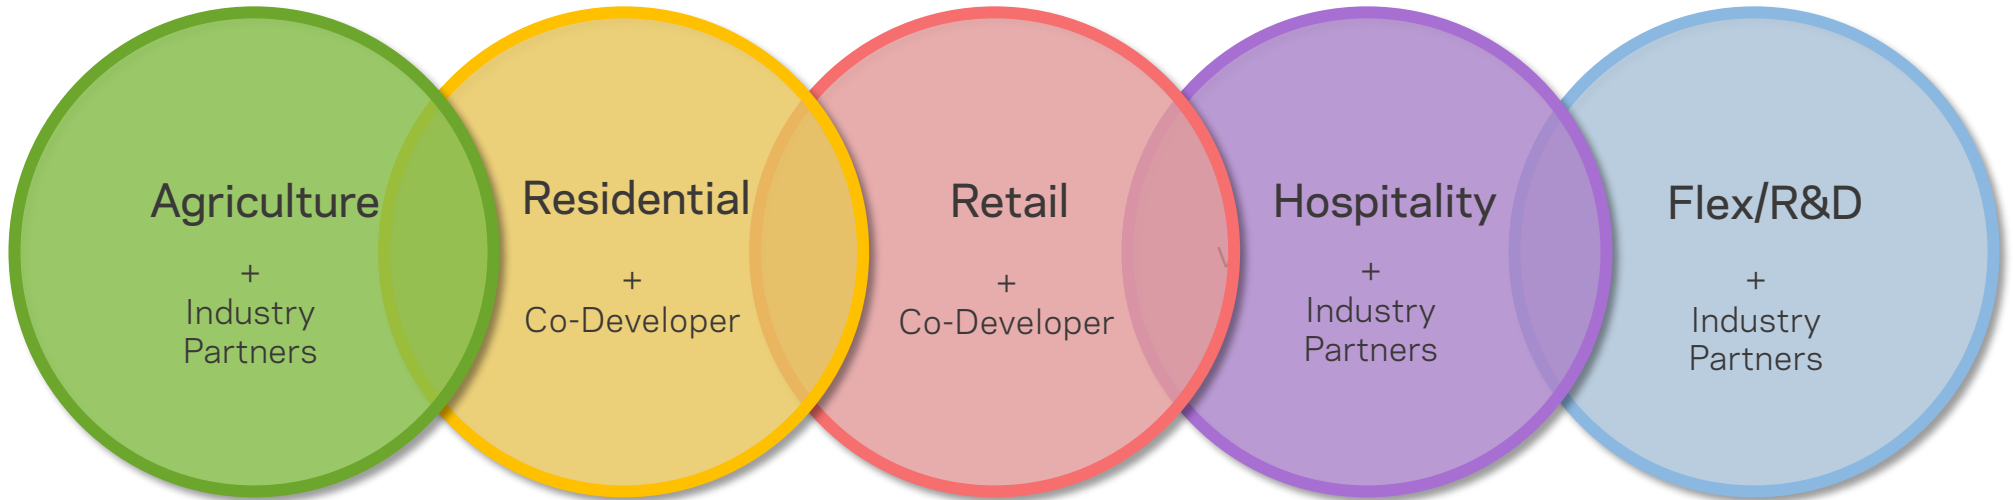 Agriculture
+
Industry
Partners
Residential
+
Co-Developer
Retail
+
Co-Developer
Hospitality
+
Industry
Partners
Flex/R&D
+
Industry
Partners